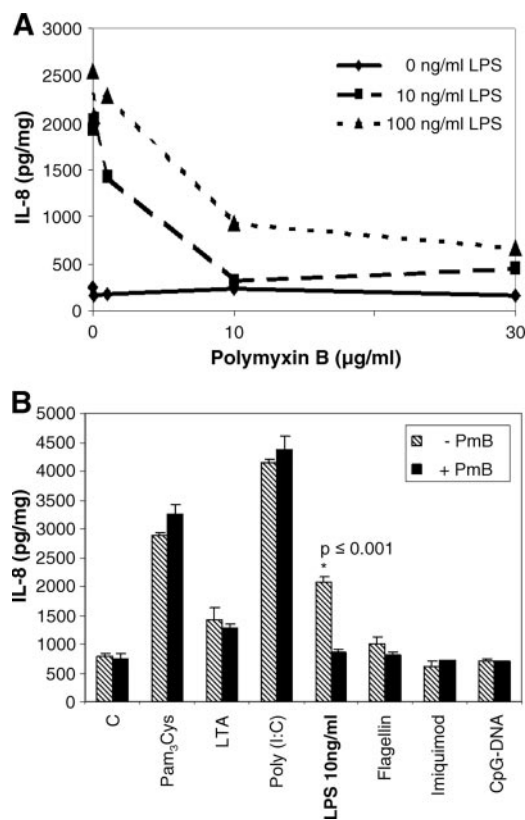 A
3000
2500
2000
1500
1000
500
0
IL-8 (pg/mg)
0 ng/ml LPS
10 ng/ml LPS
100 ng/ml LPS
0
10
30
Polymyxin B (µg/ml)
B
5000
4500
4000
3500
3000
2500
2000
1500
1000
500
0
IL-8 (pg/mg)
- PmB
+ PmB
p ≤ 0.001
*
C
Pam₃Cys
LTA
Poly (I:C)
LPS 10ng/ml
Flagellin
Imiquimod
CpG-DNA